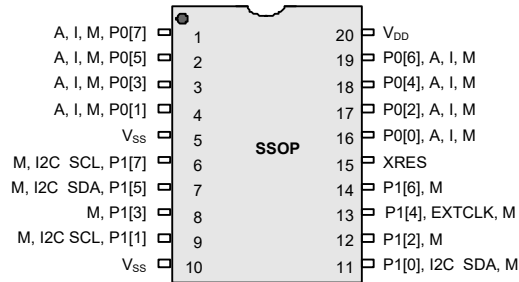 A, I, M, P0[7] 1 20 VDD
A, I, M, P0[5] 2 19 P0[6], A, I, M
A, I, M, P0[3] 3 18 P0[4], A, I, M
A, I, M, P0[1] 4 17 P0[2], A, I, M
VSS 5 16 P0[0], A, I, M
SSOP
M, I2C SCL, P1[7] 6 15 XRES
M, I2C SDA, P1[5] 7 14 P1[6], M
M, P1[3] 8 13 P1[4], EXTCLK, M
M, I2C SCL, P1[1] 9 12 P1[2], M
VSS 10 11 P1[0], I2C SDA, M